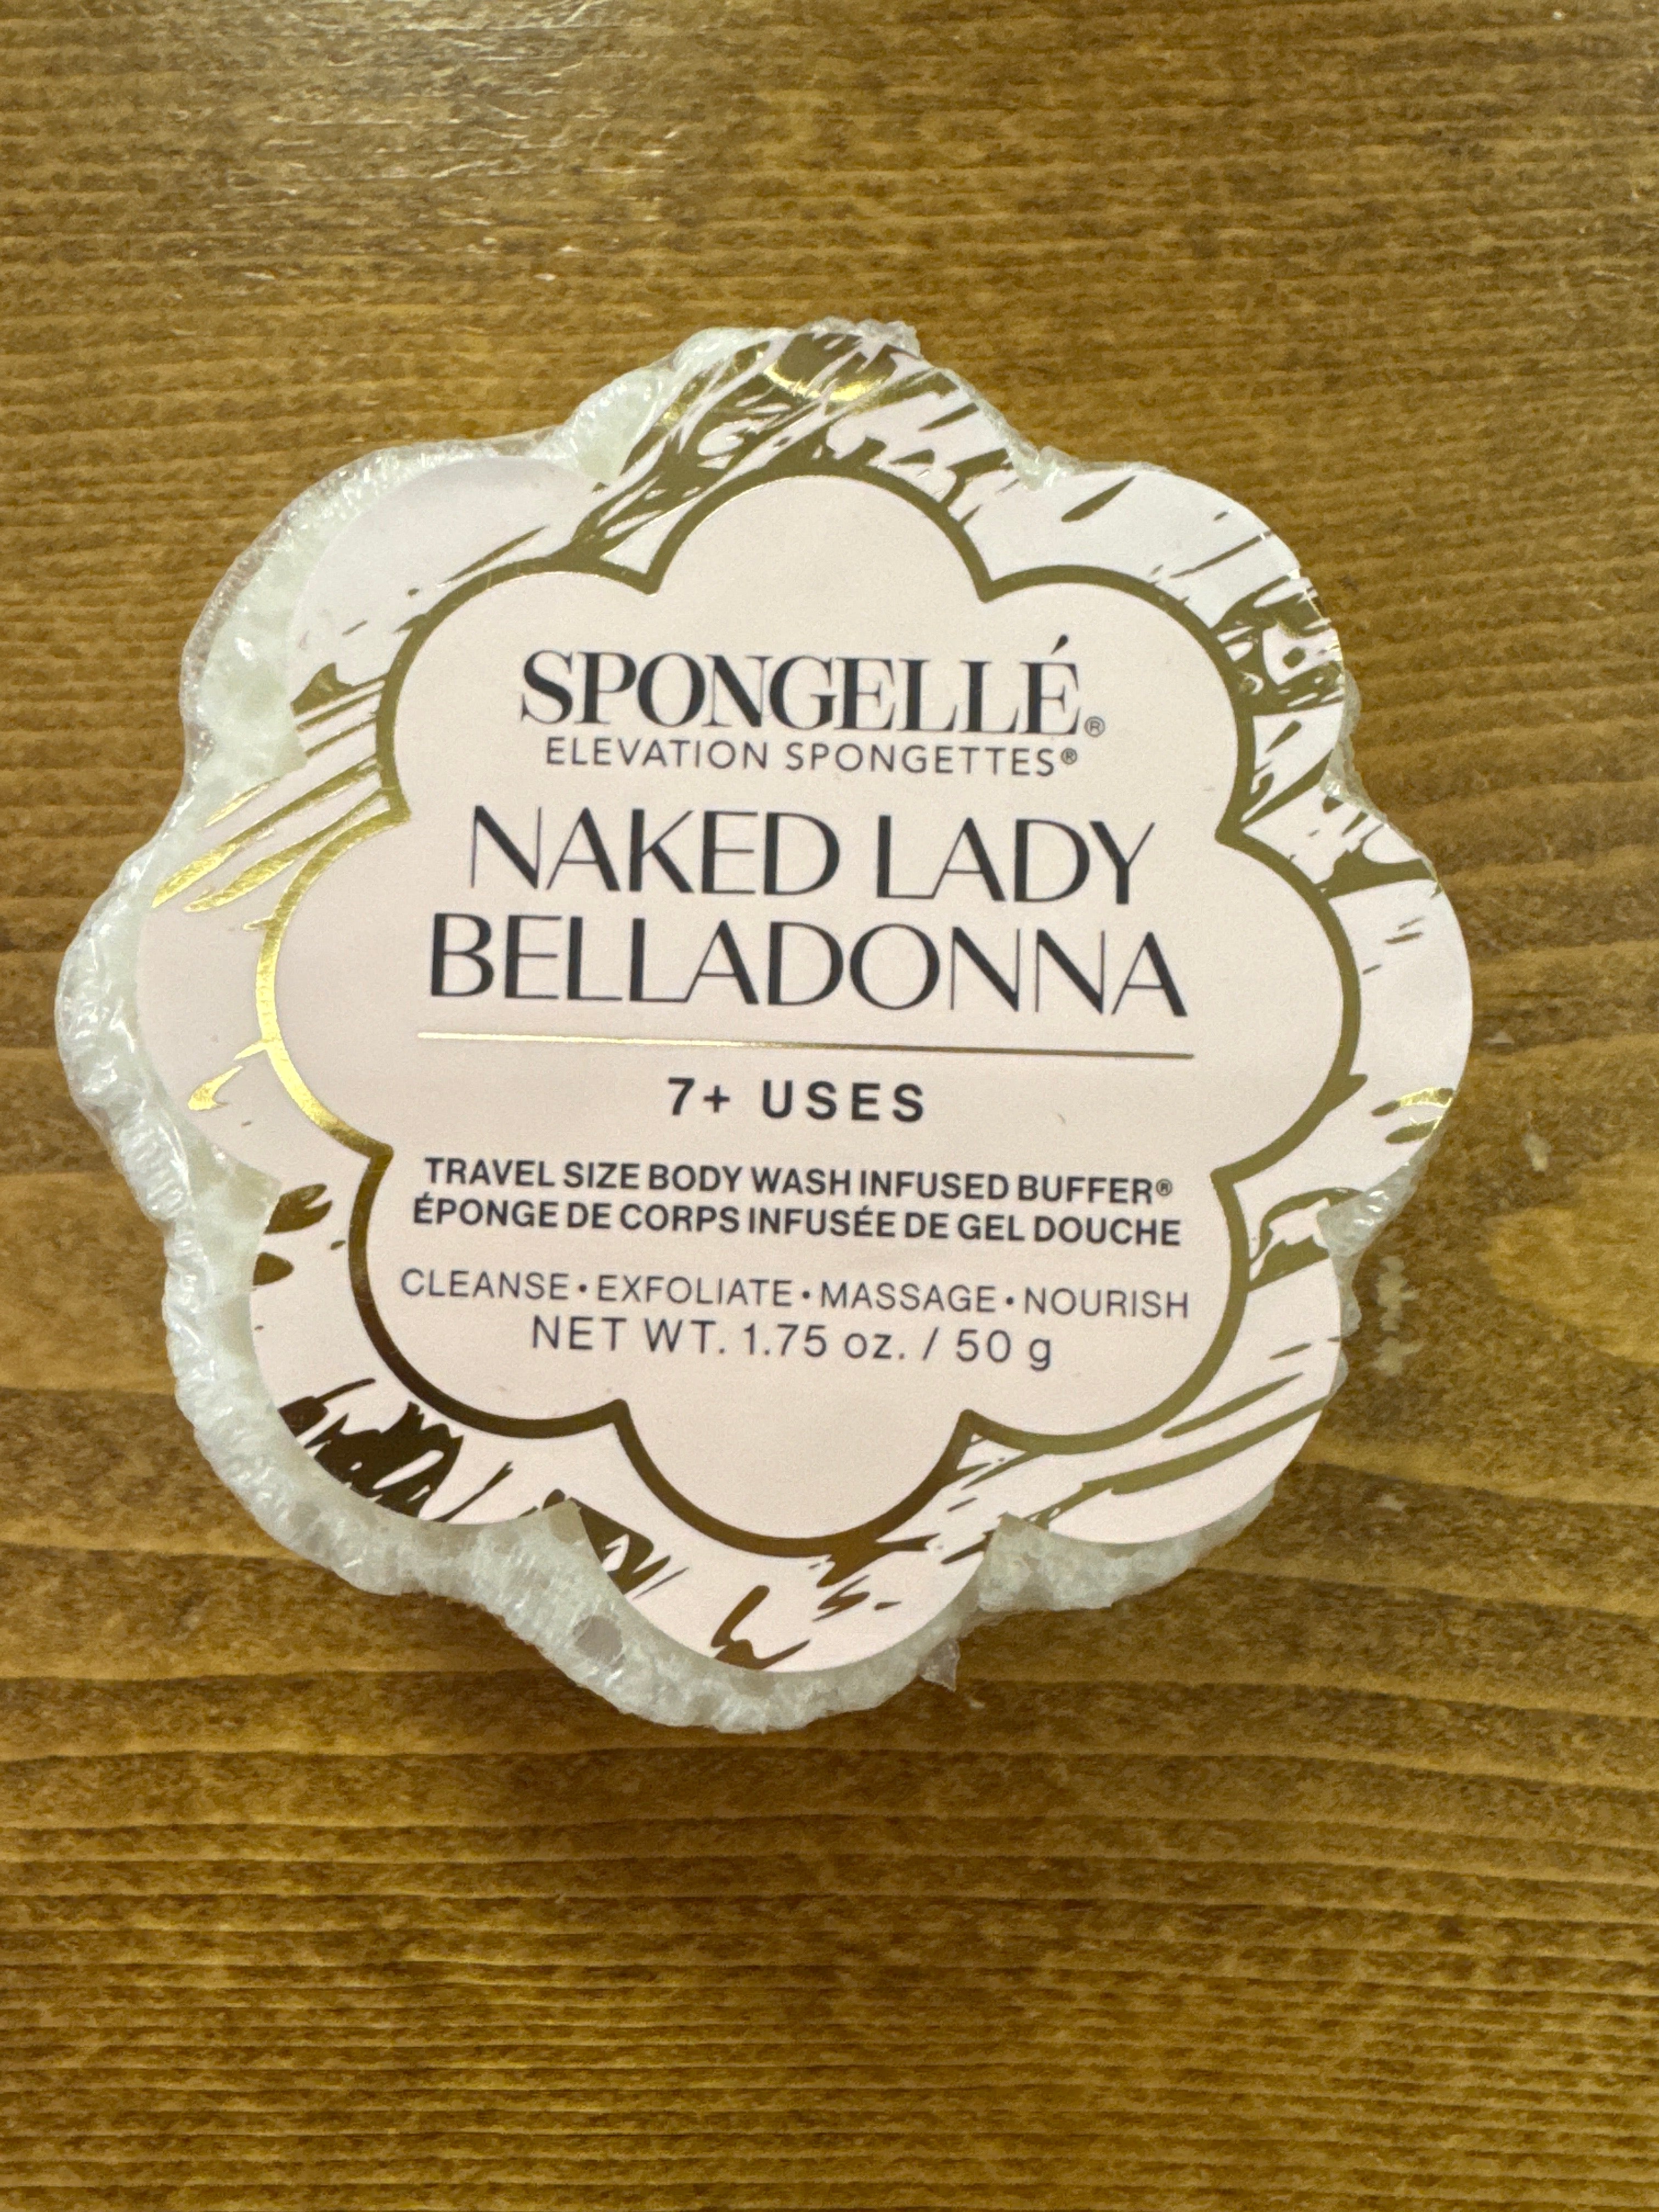 SPONGELLÉ®
ELEVATION SPONGETTES®
NAKED LADY
BELLADONNA
7+ USES
TRAVEL SIZE BODY WASH INFUSED BUFFER®
ÉPONGE DE CORPS INFUSÉE DE GEL DOUCHE
CLEANSE • EXFOLIATE • MASSAGE • NOURISH
NET WT. 1.75 oz. / 50 g